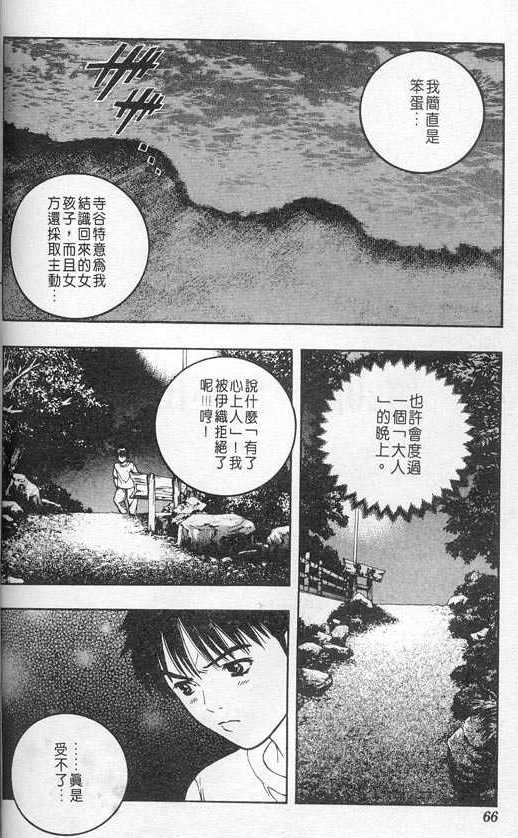 我簡直是
笨蛋…
寺谷特意為我
結識回來的女
孩子，而且女
方還採取主動
…
也許會度過
一個「大人
」的晚上。
說什麼「有了
心上人」！我
被伊織拒絕了
呢!!!哼！
……真是
受不了…
66